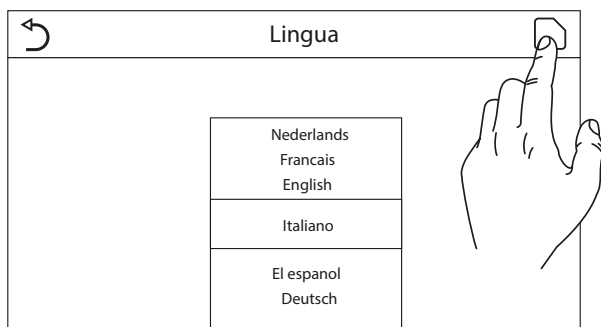 Lingua
Nederlands
Francais
English
Italiano
El espanol
Deutsch